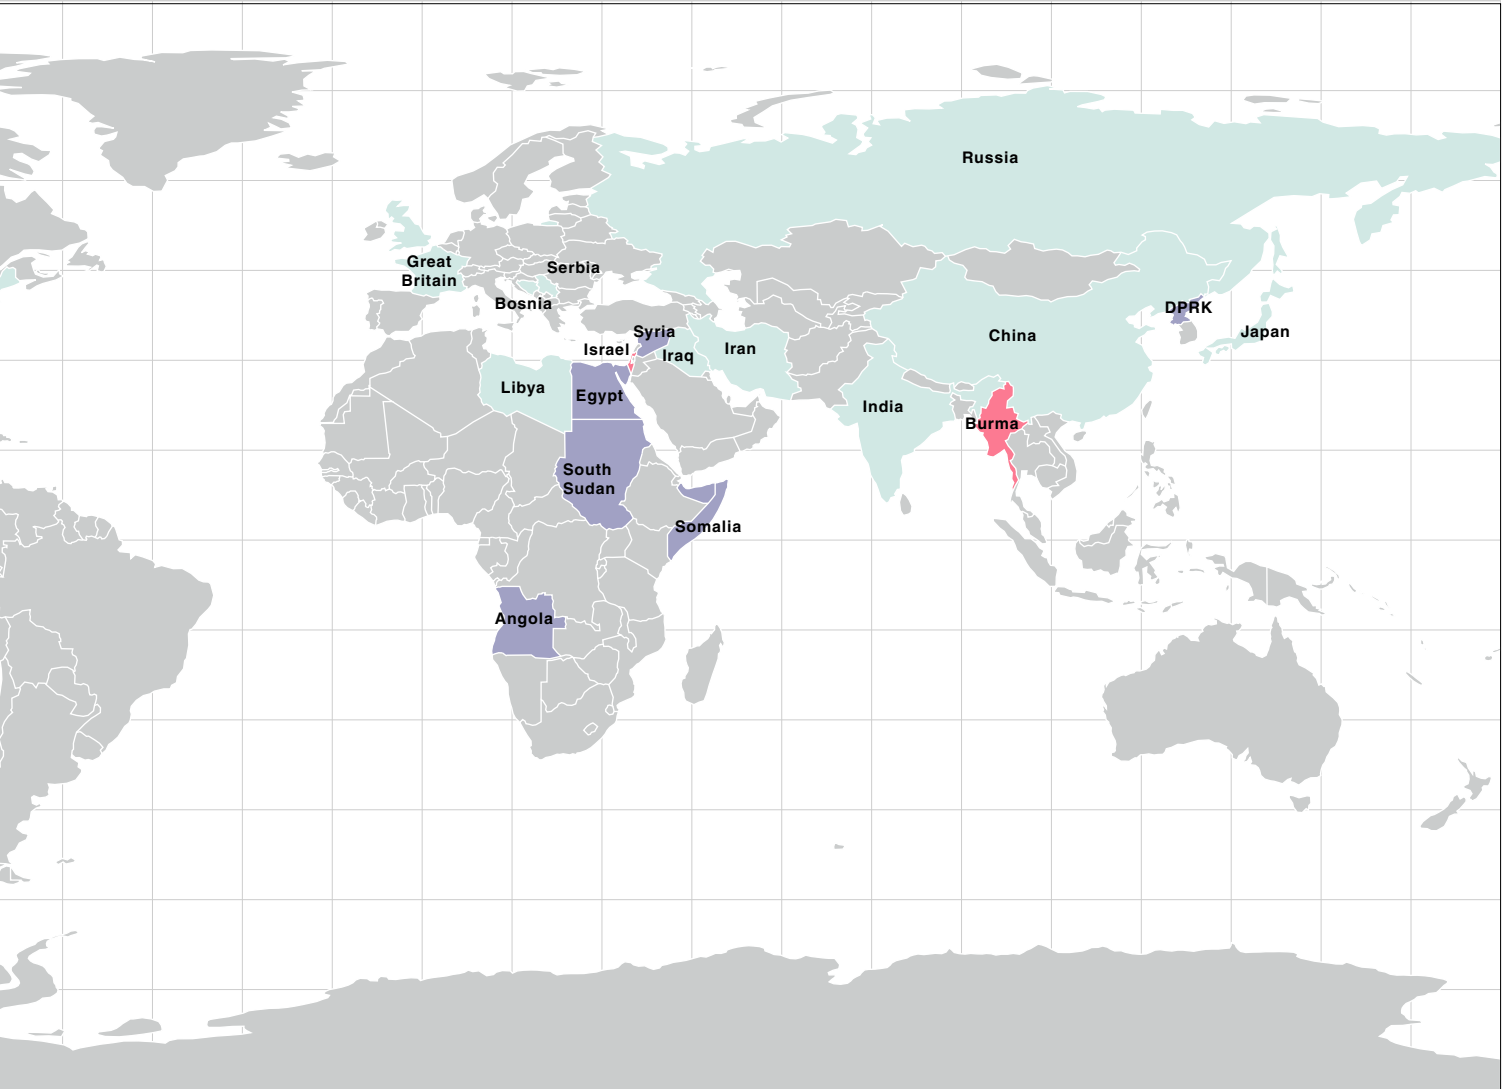 Russia
Great
Britain
Serbia
Bosnia
DPRK
Syria
Japan
China
Israel
Iraq
Iran
Libya
Egypt
India
Burma
South
Sudan
Somalia
Angola